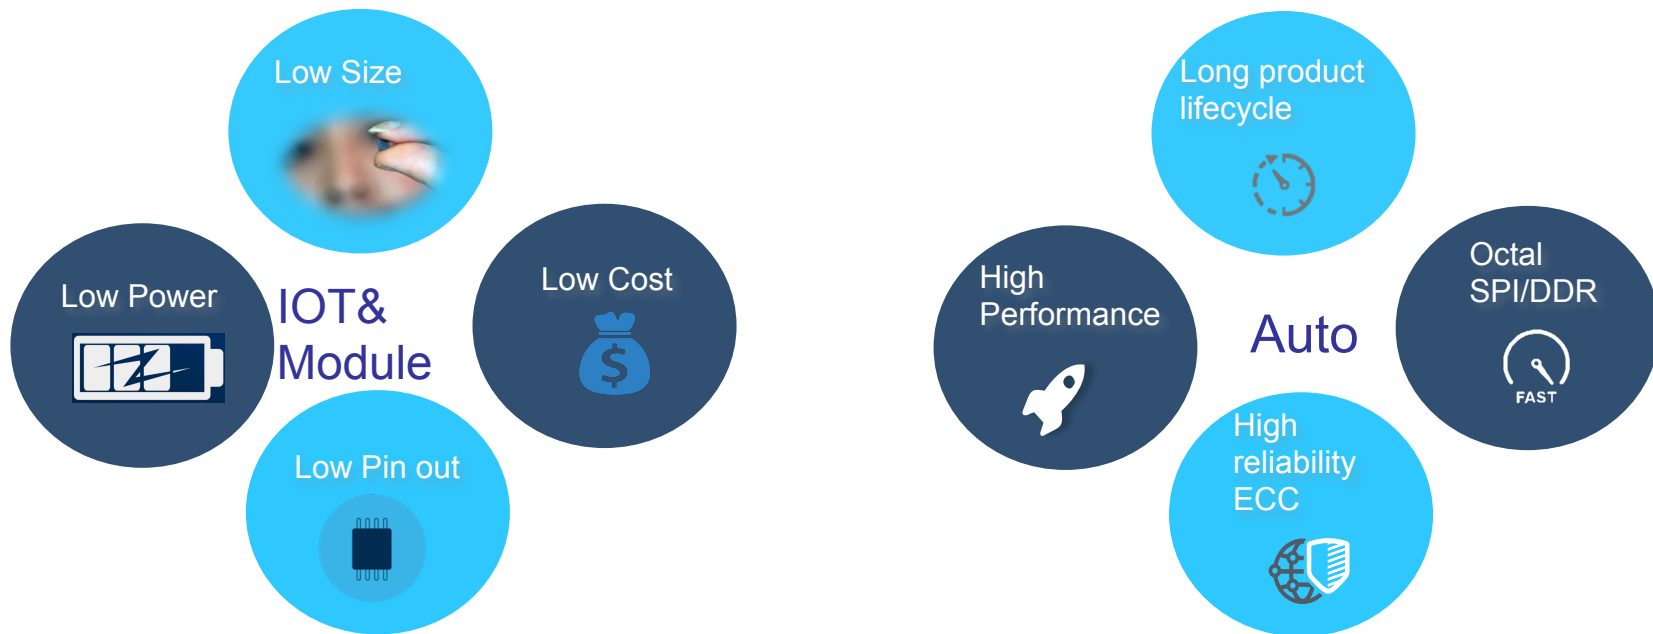 Low Size
Low Power
IOT&
Module
Low Cost
$
Low Pin out
Long product
lifecycle
High
Performance
Auto
Octal
SPI/DDR
FAST
High
reliability
ECC